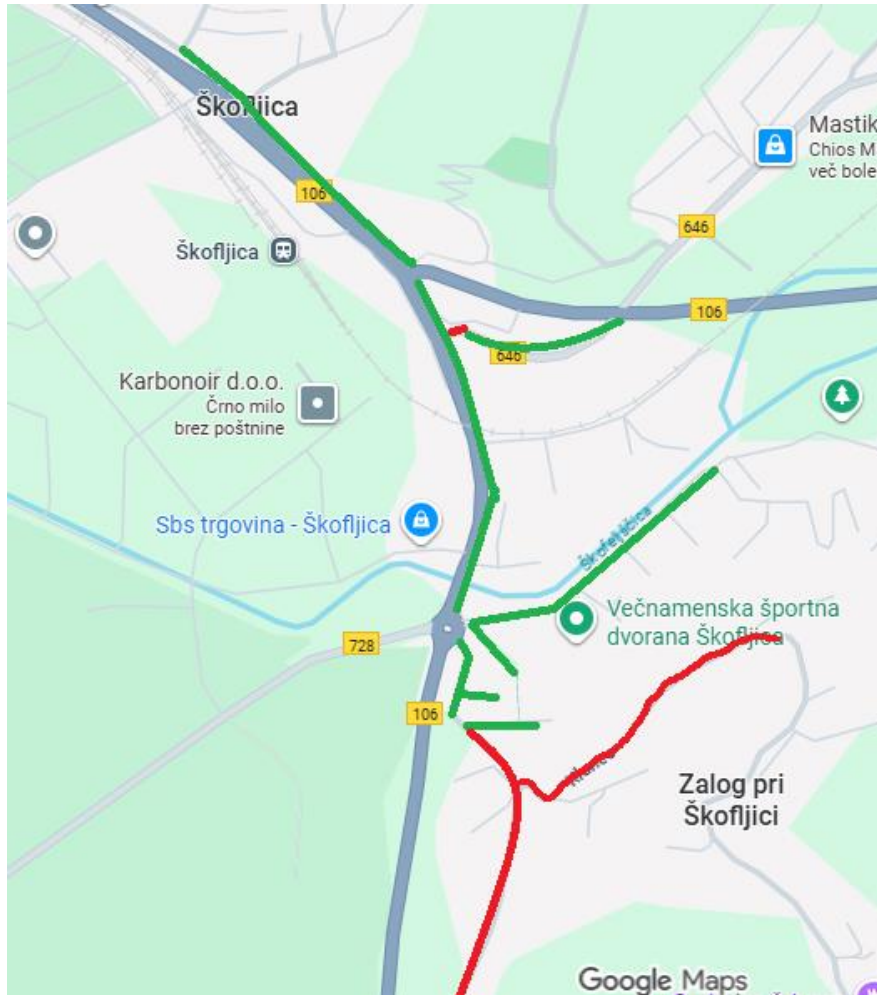 Škofljica
Mastik
Chios M
več bole
106
646
Škofljica
106
646
Karbonoir d.o.o.
Črno milo
brez poštnine
Sbs trgovina - Škofljica
Večnamenska športna
dvorana Škofljica
728
106
Zalog pri
Škofljici
Google Maps